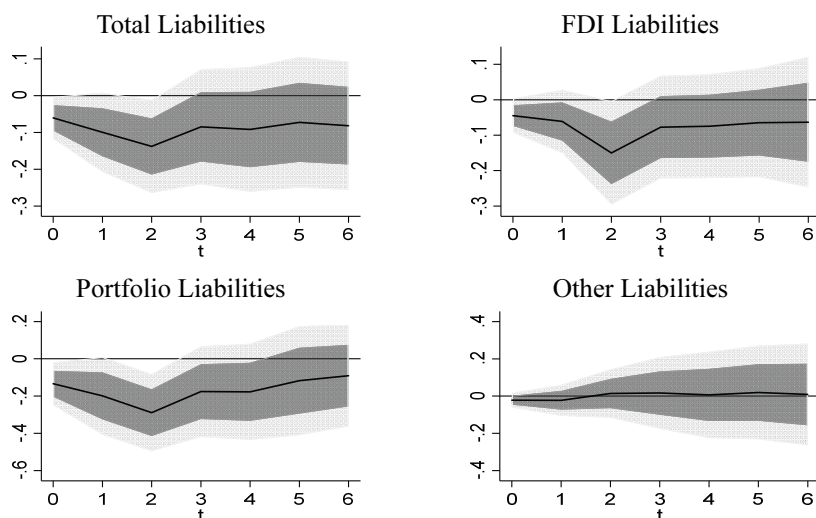 Total Liabilities
.1
0
-.1
-.2
-.3
0 1 2 3 4 5 6
t
FDI Liabilities
.1
0
-.1
-.2
-.3
0 1 2 3 4 5 6
t
Portfolio Liabilities
.2
0
-.2
-.4
-.6
0 1 2 3 4 5 6
t
Other Liabilities
.4
.2
0
-.2
-.4
0 1 2 3 4 5 6
t